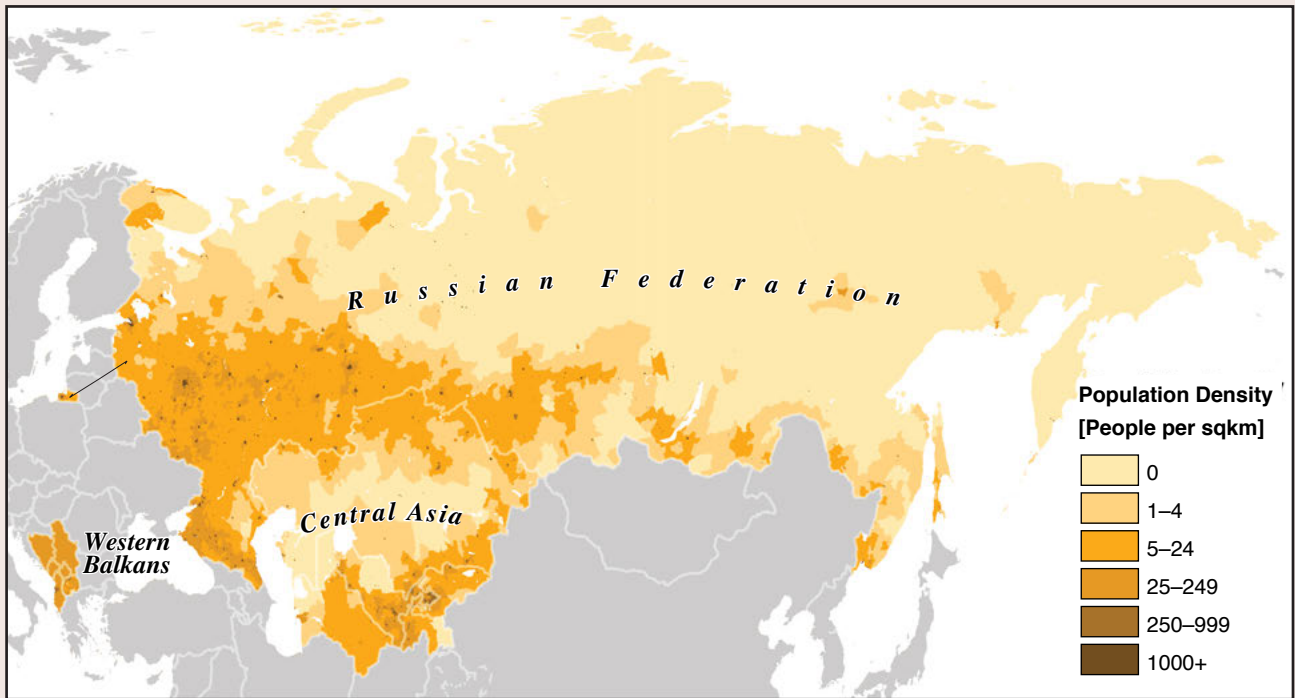 Russian Federation
Central Asia
Western
Balkans
Population Density
[People per sqkm]
0
1–4
5–24
25–249
250–999
1000+